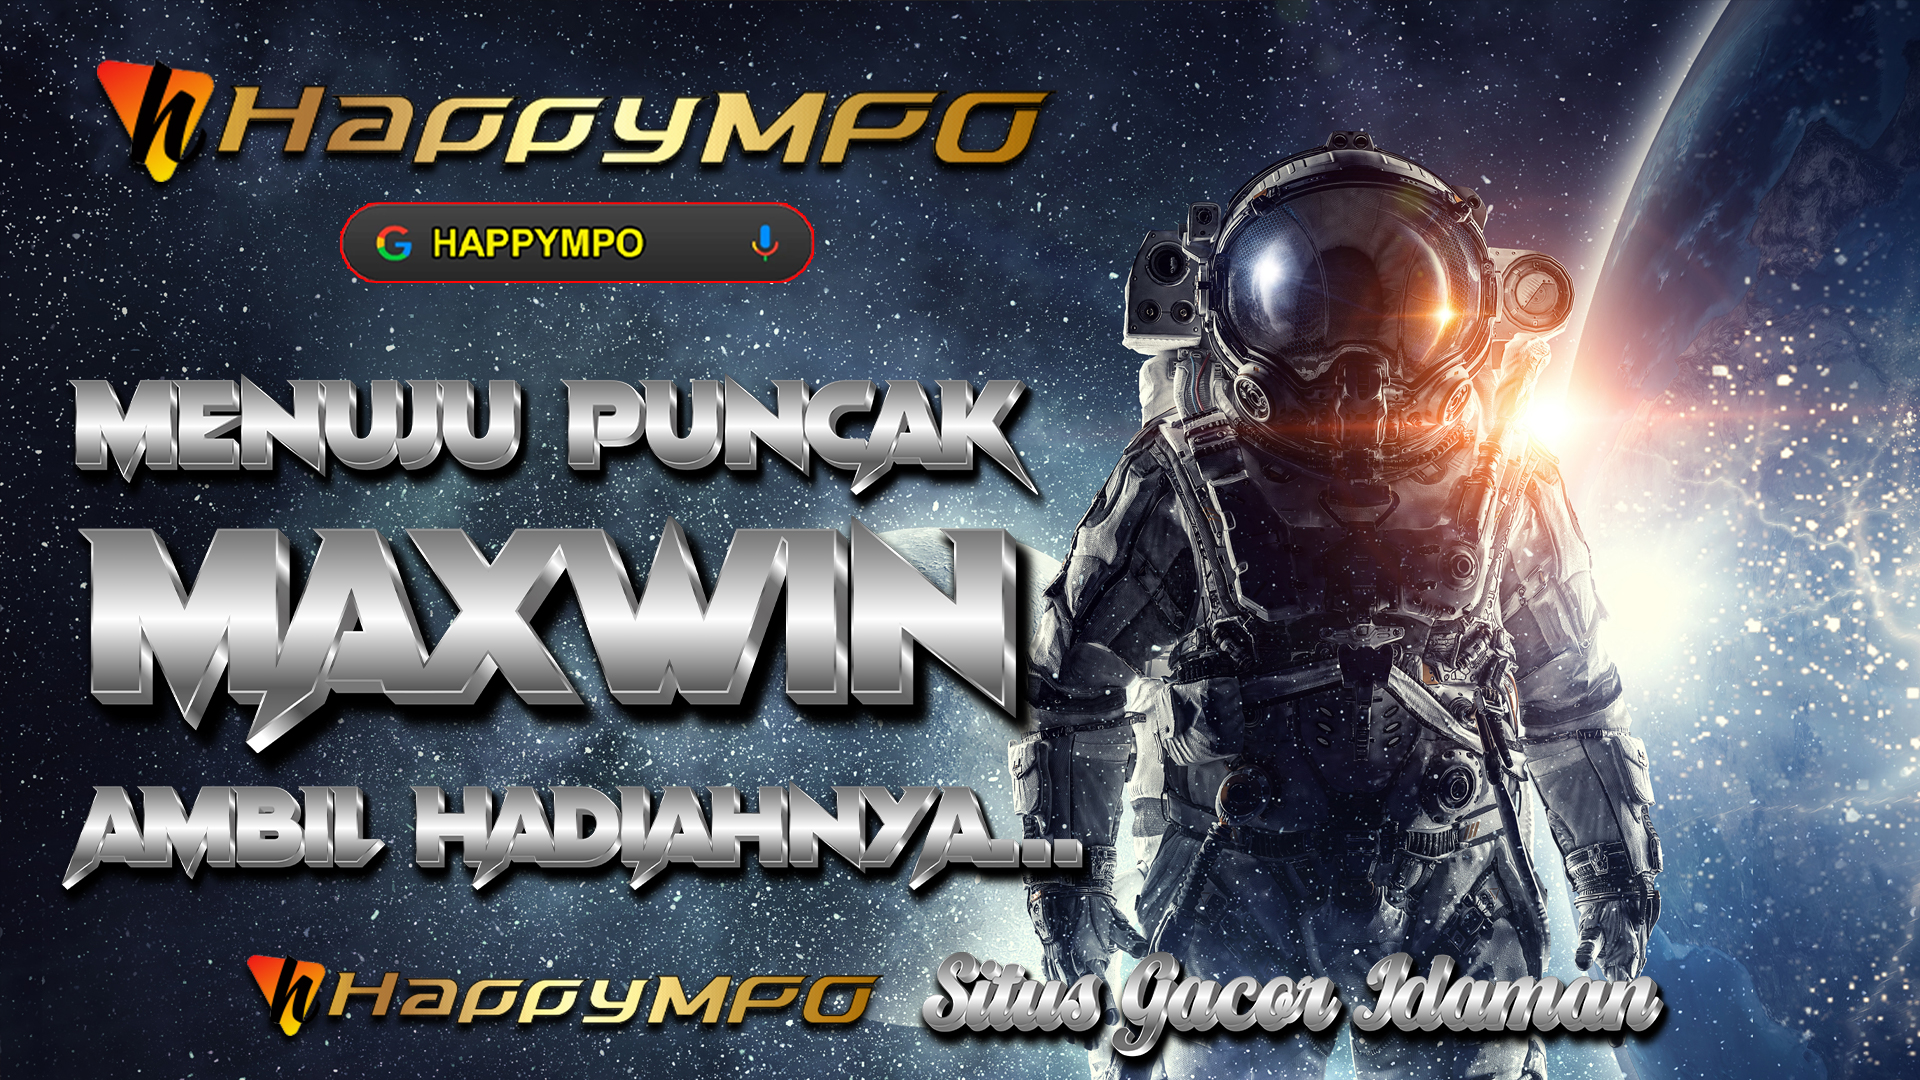 HappyMPO
HAPPYMPO
MENUJU PUNCAK
MAXWIN
AMBIL HADIAHNYA...
HappyMPO Situs Gacor Idaman